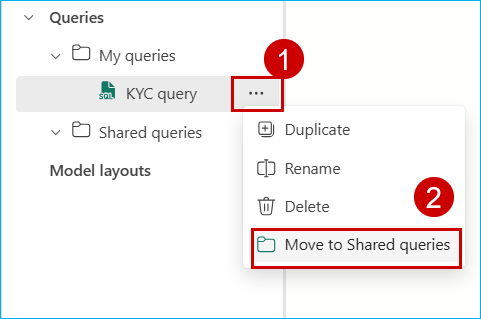 Queries
My queries
1
SQL
KYC query
...
Duplicate
Shared queries
Rename
Model layouts
2
Delete
Move to Shared queries